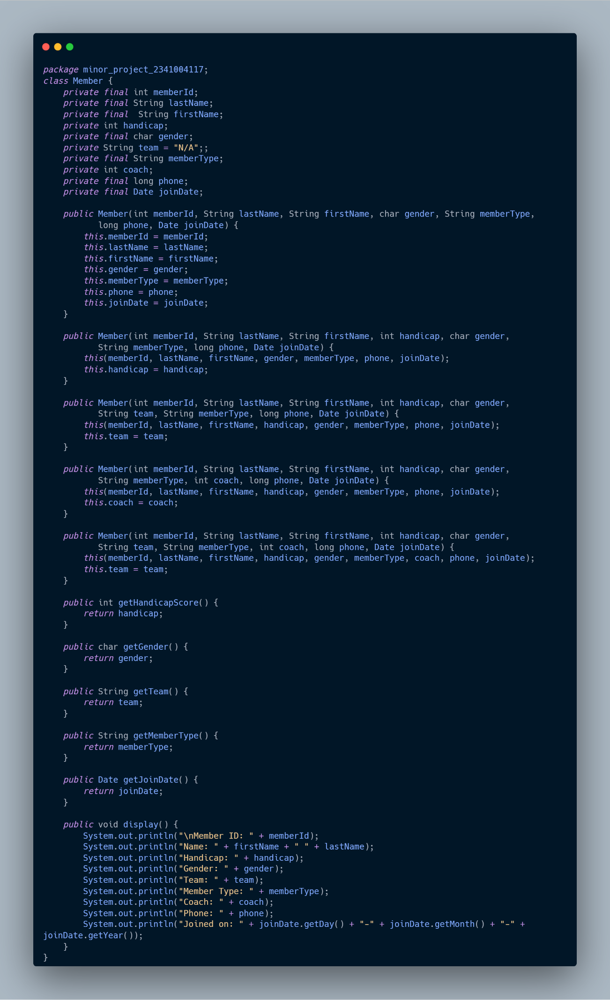 package minor_project_2341004117;
class Member {
    private final int memberId;
    private final String lastName;
    private final  String firstName;
    private int handicap;
    private final char gender;
    private String team = "N/A";;
    private final String memberType;
    private int coach;
    private final long phone;
    private final Date joinDate;

    public Member(int memberId, String lastName, String firstName, char gender, String memberType,
           long phone, Date joinDate) {
        this.memberId = memberId;
        this.lastName = lastName;
        this.firstName = firstName;
        this.gender = gender;
        this.memberType = memberType;
        this.phone = phone;
        this.joinDate = joinDate;
    }

    public Member(int memberId, String lastName, String firstName, int handicap, char gender,
           String memberType, long phone, Date joinDate) {
        this(memberId, lastName, firstName, gender, memberType, phone, joinDate);
        this.handicap = handicap;
    }

    public Member(int memberId, String lastName, String firstName, int handicap, char gender,
           String team, String memberType, long phone, Date joinDate) {
        this(memberId, lastName, firstName, handicap, gender, memberType, phone, joinDate);
        this.team = team;
    }

    public Member(int memberId, String lastName, String firstName, int handicap, char gender,
           String memberType, int coach, long phone, Date joinDate) {
        this(memberId, lastName, firstName, handicap, gender, memberType, phone, joinDate);
        this.coach = coach;
    }

    public Member(int memberId, String lastName, String firstName, int handicap, char gender,
           String team, String memberType, int coach, long phone, Date joinDate) {
        this(memberId, lastName, firstName, handicap, gender, memberType, coach, phone, joinDate);
        this.team = team;
    }

    public int getHandicapScore() {
        return handicap;
    }

    public char getGender() {
        return gender;
    }

    public String getTeam() {
        return team;
    }

    public String getMemberType() {
        return memberType;
    }

    public Date getJoinDate() {
        return joinDate;
    }

    public void display() {
        System.out.println("\nMember ID: " + memberId);
        System.out.println("Name: " + firstName + " " + lastName);
        System.out.println("Handicap: " + handicap);
        System.out.println("Gender: " + gender);
        System.out.println("Team: " + team);
        System.out.println("Member Type: " + memberType);
        System.out.println("Coach: " + coach);
        System.out.println("Phone: " + phone);
        System.out.println("Joined on: " + joinDate.getDay() + "-" + joinDate.getMonth() + "-" +
joinDate.getYear());
    }
}